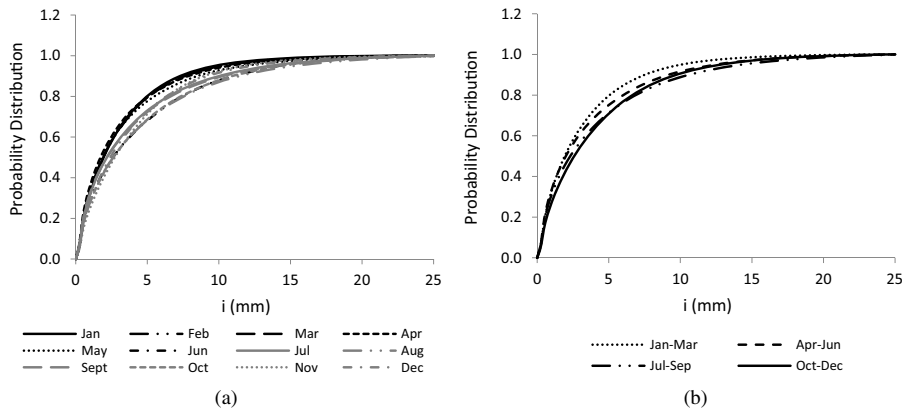 (a)
Probability Distribution
1.2
1.0
0.8
0.6
0.4
0.2
0.0
0 5 10 15 20 25
i (mm)
Jan Feb Mar Apr
May Jun Jul Aug
Sept Oct Nov Dec
(a)
b)
Probability Distribution
1.2
1.0
0.8
0.6
0.4
0.2
0.0
0 5 10 15 20 25
i (mm)
Jan-Mar Apr-Jun
Jul-Sep Oct-Dec
(b)